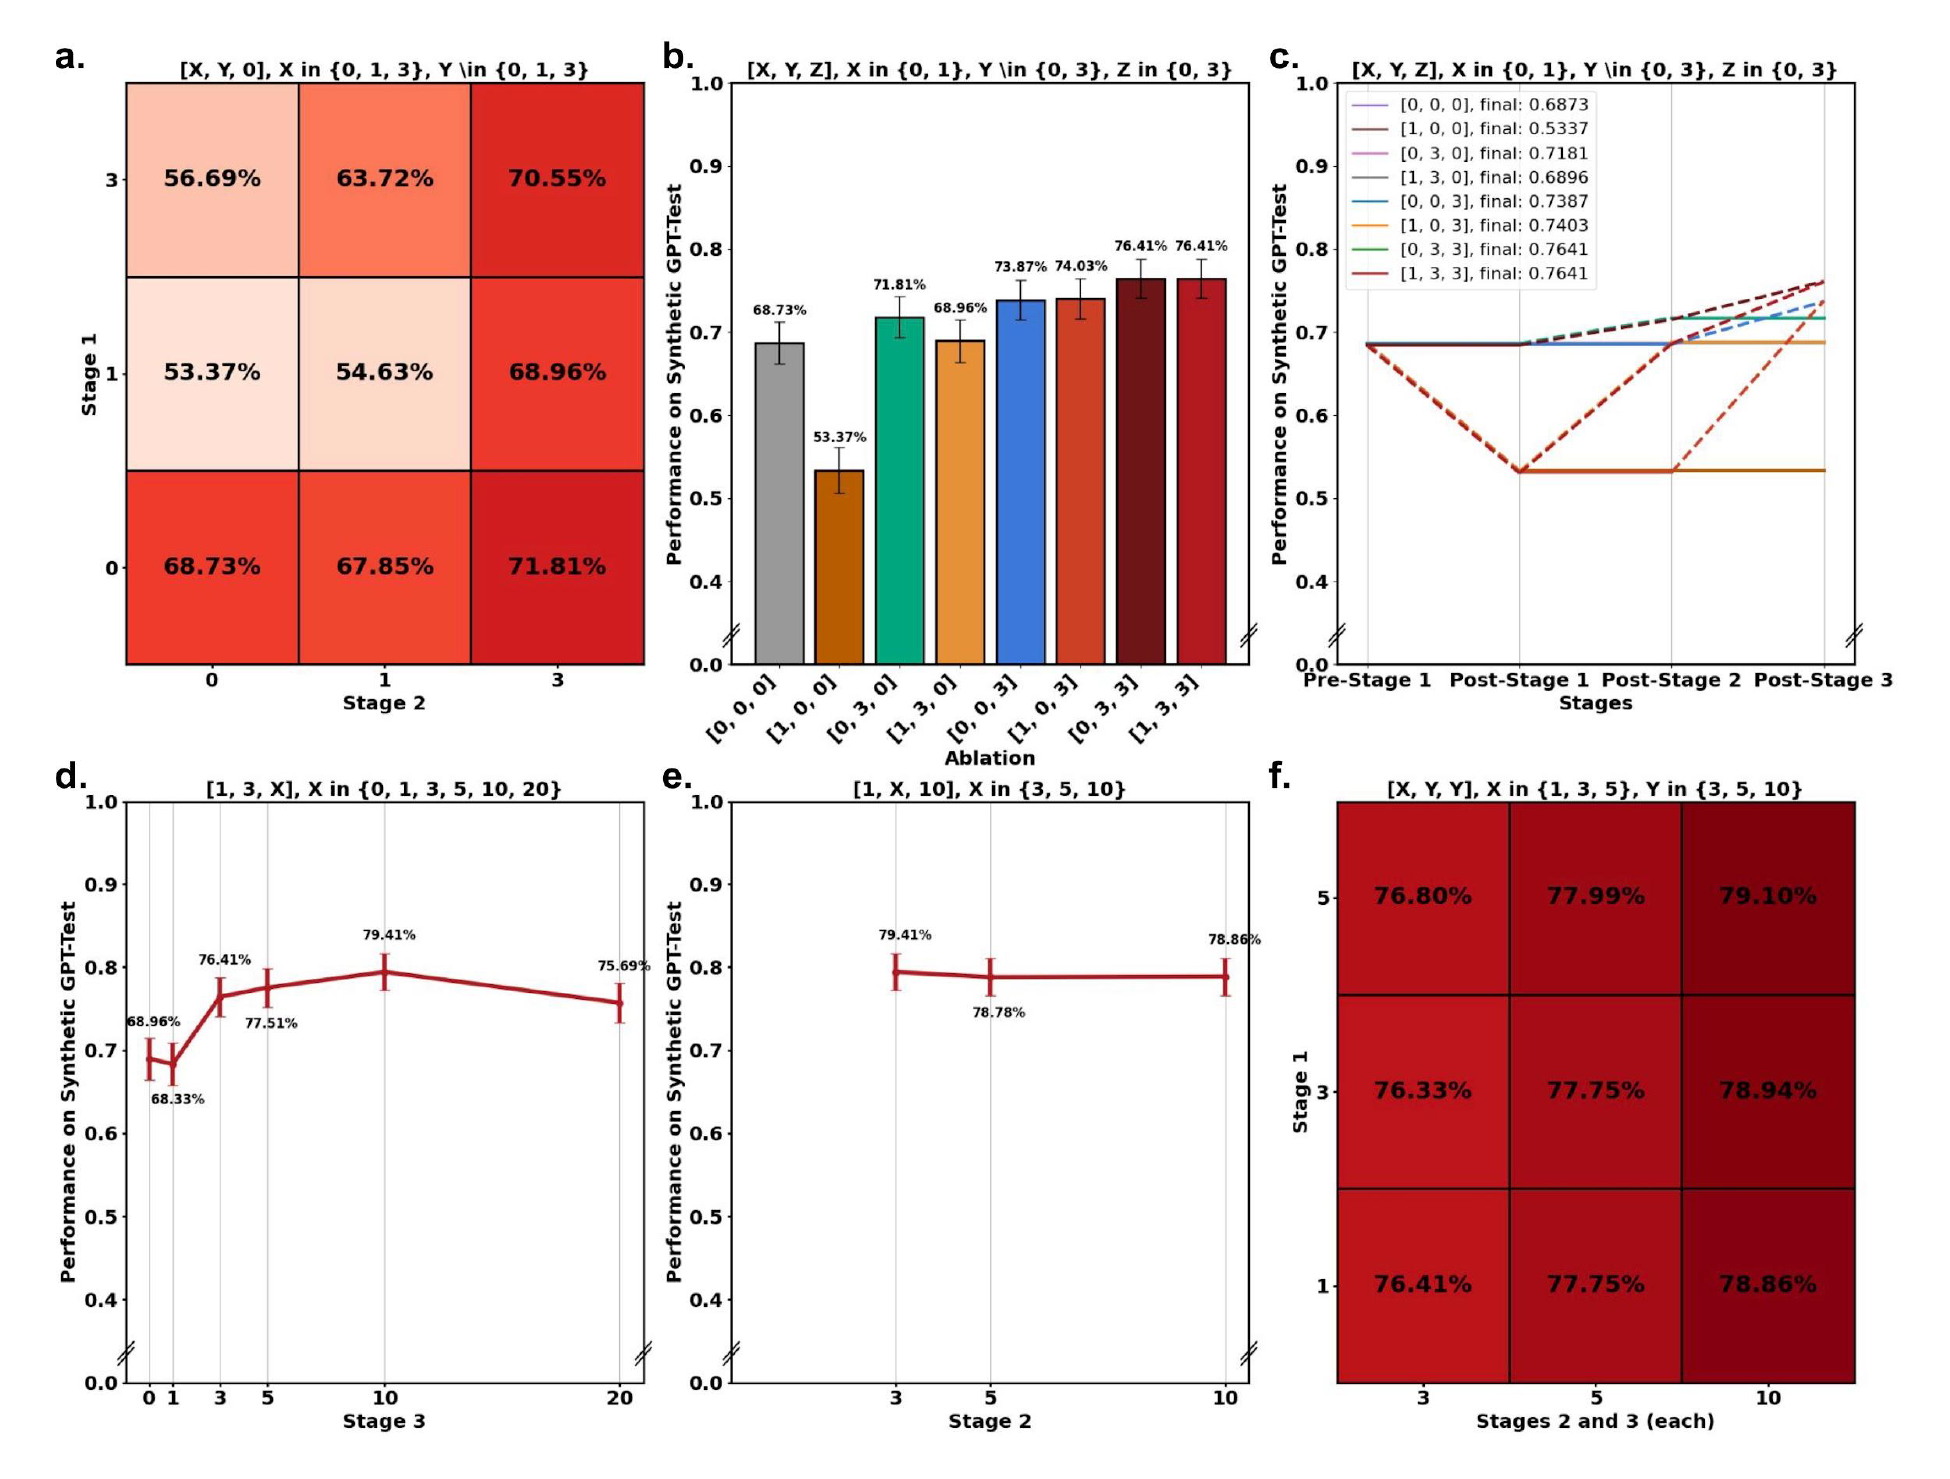 a.
[X, Y, 0], X in {0, 1, 3}, Y \in {0, 1, 3}
Stage 1
3
56.69%
63.72%
70.55%
1
53.37%
54.63%
68.96%
0
68.73%
67.85%
71.81%
0
1
3
Stage 2
b.
[X, Y, Z], X in {0, 1}, Y \in {0, 3}, Z in {0, 3}
Performance on Synthetic GPT-Test
1.0
0.9
0.8
0.7
0.6
0.5
0.4
0.0
68.73%
53.37%
71.81%
68.96%
73.87%
74.03%
76.41%
76.41%
[0, 0, 0]
[1, 0, 0]
[0, 3, 0]
[1, 3, 0]
[0, 0, 3]
[1, 0, 3]
[0, 3, 3]
[1, 3, 3]
Ablation
c.
[X, Y, Z], X in {0, 1}, Y \in {0, 3}, Z in {0, 3}
Performance on Synthetic GPT-Test
1.0
0.9
0.8
0.7
0.6
0.5
0.4
0.0
[0, 0, 0], final: 0.6873
[1, 0, 0], final: 0.5337
[0, 3, 0], final: 0.7181
[1, 3, 0], final: 0.6896
[0, 0, 3], final: 0.7387
[1, 0, 3], final: 0.7403
[0, 3, 3], final: 0.7641
[1, 3, 3], final: 0.7641
Pre-Stage 1
Post-Stage 1
Post-Stage 2
Post-Stage 3
Stages
d.
[1, 3, X], X in {0, 1, 3, 5, 10, 20}
Performance on Synthetic GPT-Test
1.0
0.9
0.8
0.7
0.6
0.5
0.4
0.0
68.96%
68.33%
76.41%
77.51%
79.41%
75.69%
0
1
3
5
10
20
Stage 3
e.
[1, X, 10], X in {3, 5, 10}
Performance on Synthetic GPT-Test
1.0
0.9
0.8
0.7
0.6
0.5
0.4
0.0
79.41%
78.78%
78.86%
3
5
10
Stage 2
f.
[X, Y, Y], X in {1, 3, 5}, Y in {3, 5, 10}
Stage 1
5
76.80%
77.99%
79.10%
3
76.33%
77.75%
78.94%
1
76.41%
77.75%
78.86%
3
5
10
Stages 2 and 3 (each)